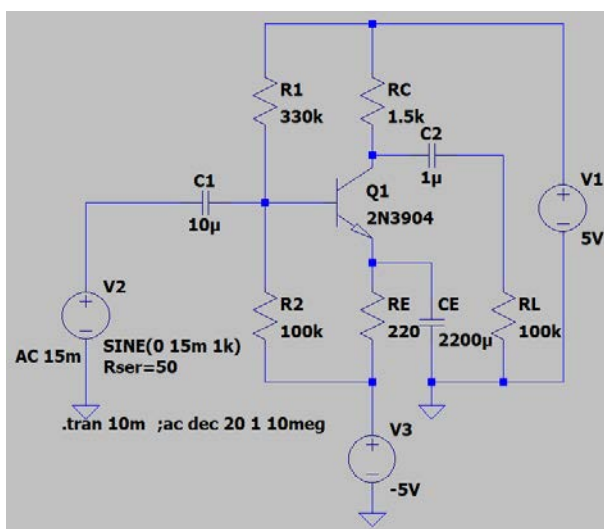 R1
330k
RC
1.5k
C2
1µ
V1
5V
C1
10µ
Q1
2N3904
V2
AC 15m
SINE(0 15m 1k)
Rser=50
R2
100k
RE
220
CE
2200µ
RL
100k
.tran 10m ;ac dec 20 1 10meg
V3
-5V